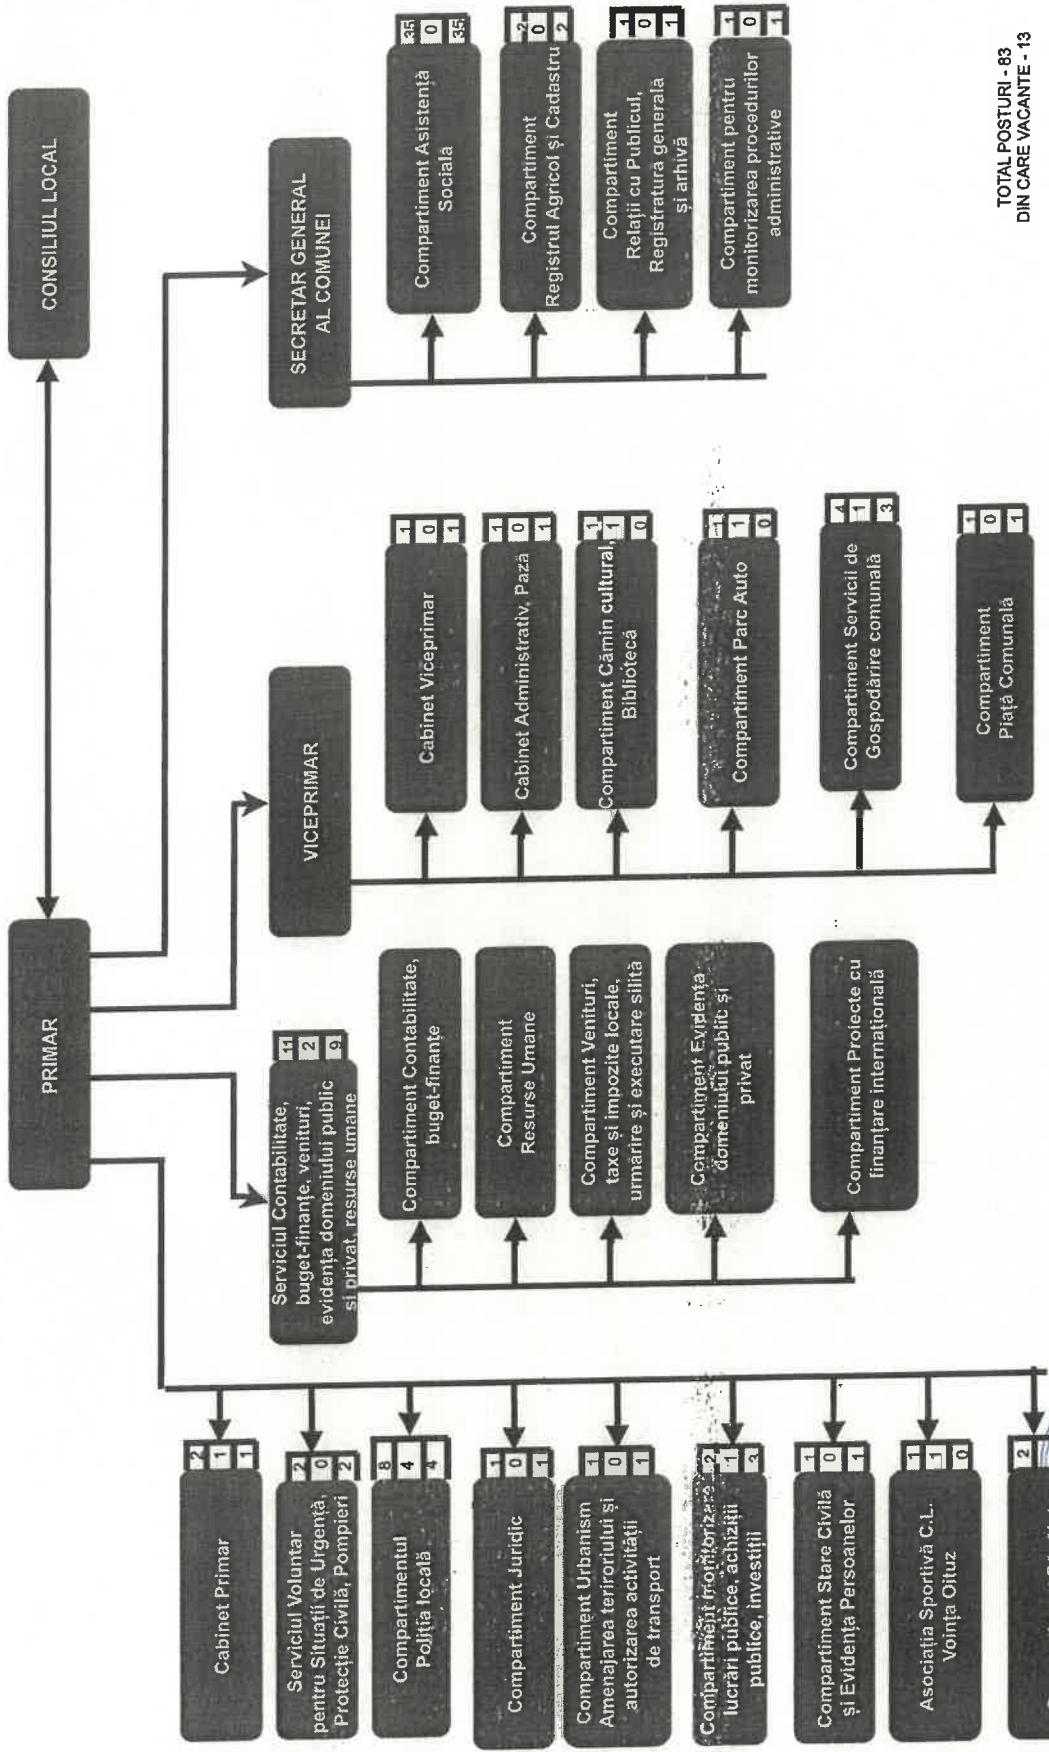 CONSILIUL LOCAL
PRIMAR
SECRETAR GENERAL
AL COMUNEI
VICEPRIMAR
Serviciul Contabilitate,
buget-finanțe, venituri,
evidența domeniului public
si privat, resurse umane
11
2
9
Compartiment Asistență
Socială
35
0
35
Compartiment
Registrul Agricol și Cadastru
2
0
2
Compartiment
Relații cu Publicul,
Registratură generală
și arhivă
1
0
1
Compartiment pentru
monitorizarea procedurilor
administrative
1
0
1
Cabinet Viceprimar
1
0
1
Cabinet Administrativ, Pază
1
0
1
Compartiment Cămin cultural,
Bibliotecă
1
1
0
Compartiment Parc Auto
1
1
0
Compartiment Servicii de
Gospodărire comunală
4
1
3
Compartiment
Piață Comunală
1
0
1
Compartiment Contabilitate,
buget-finanțe
Compartiment
Resurse Umane
Compartiment Venituri,
taxe și impozite locale,
urmărire și executare silită
Compartiment Evidența
domeniului public și
privat
Compartiment Proiecte cu
finanțare internațională
Cabinet Primar
2
1
1
Serviciul Voluntar
pentru Situații de Urgență,
Protecție Civilă, Pompieri
2
0
2
Compartimentul
Poliția locală
8
4
4
Compartiment Juridic
1
0
1
Compartiment Urbanism
Amenajarea teriroriului și
autorizarea activității
de transport
1
0
1
Compartiment monitorizare
lucrări publice, achiziții
publice, investiții
2
1
3
Compartiment Stare Civilă
și Evidența Persoanelor
1
0
1
Asociația Sportivă C.L.
Voința Oituz
1
1
0
2
TOTAL POSTURI - 83
DIN CARE VACANTE - 13